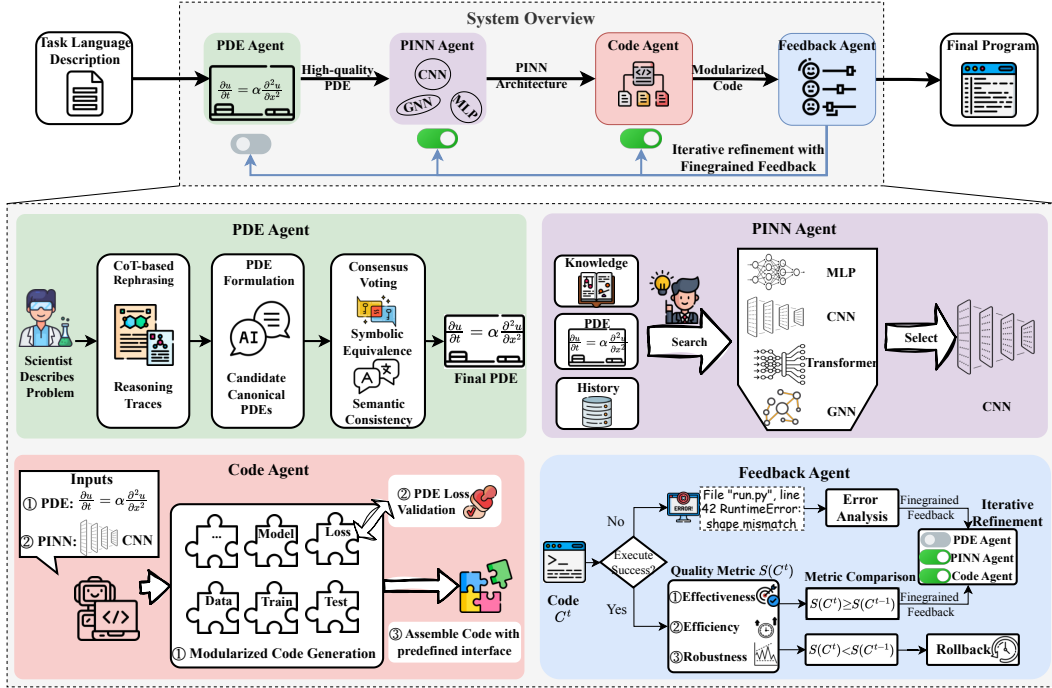 System Overview
Task Language
Description
PDE Agent
∂u/∂t = α ∂²u/∂x²
High-quality
PDE
PINN Agent
CNN
GNN
MLP
PINN
Architecture
Code Agent
</>
Modularized
Code
Feedback Agent
Final Program
Iterative refinement with
Finegrained Feedback
PDE Agent
Scientist
Describes
Problem
CoT-based
Rephrasing
Reasoning
Traces
PDE
Formulation
AI
Candidate
Canonical
PDEs
Consensus
Voting
Symbolic
Equivalence
A 文
Semantic
Consistency
∂u/∂t = α ∂²u/∂x²
Final PDE
PINN Agent
Knowledge
PDE
∂u/∂t = α ∂²u/∂x²
History
Search
MLP
CNN
Transformer
GNN
Select
CNN
Code Agent
Inputs
① PDE: ∂u/∂t = α ∂²u/∂x²
② PINN: CNN
</>
...
Model
Loss
Data
Train
Test
① Modularized Code Generation
② PDE Loss
Validation
③ Assemble Code with
predefined interface
Feedback Agent
>_
Code
Cᵗ
Execute
Success?
No
Yes
ERROR!
File "run.py", line
42 RuntimeError:
shape mismatch
Error
Analysis
Finegrained
Feedback
Iterative
Refinement
PDE Agent
PINN Agent
Code Agent
Quality Metric S(Cᵗ)
①Effectiveness
②Efficiency
③Robustness
Metric Comparison
S(Cᵗ)≥S(Cᵗ⁻¹)
Finegrained
Feedback
S(Cᵗ)<S(Cᵗ⁻¹)
Rollback